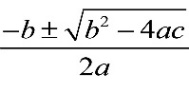 −b ± √(b² − 4ac)
2a